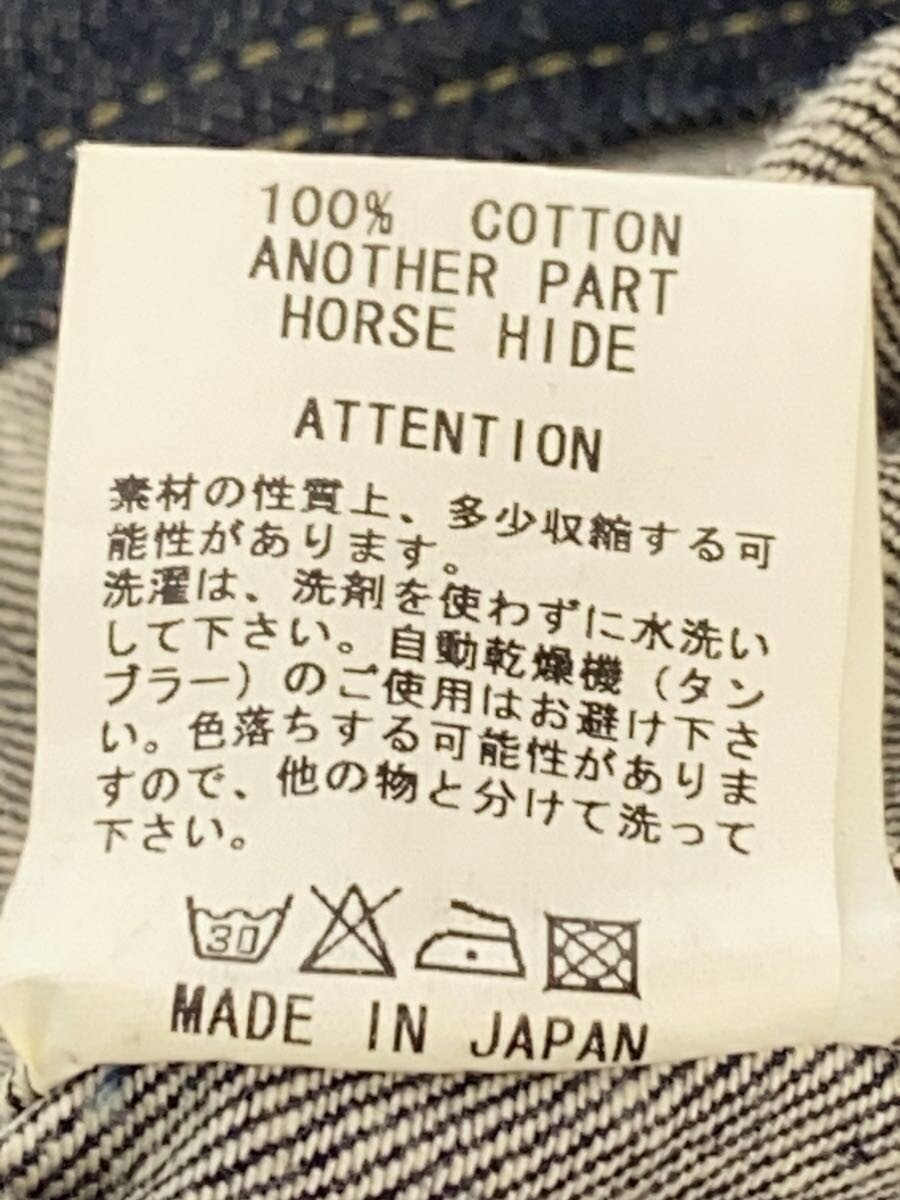 100% COTTON
ANOTHER PART
HORSE HIDE
ATTENTION
素材の性質上、多少収縮する可
能性があります。
洗濯は、洗剤を使わずに水洗い
して下さい。自動乾燥機（タン
ブラー）のご使用はお避け下さ
い。色落ちする可能性がありま
すので、他の物と分けて洗って
下さい。
30
MADE IN JAPAN